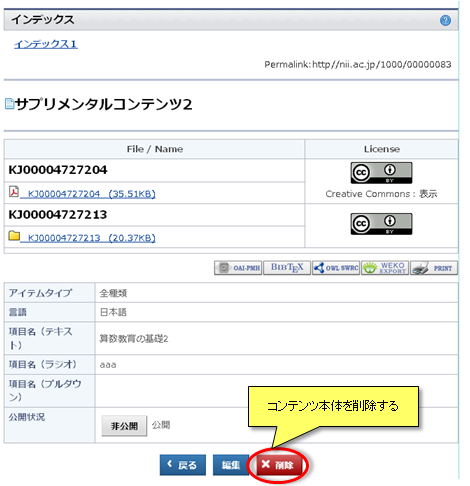 インデックス
インデックス1
Permalink:http//nii.ac.jp/1000/00000083
サプリメンタルコンテンツ2
File / Name License
KJ00004727204
KJ00004727204 (35.51KB)
cc BY
Creative Commons : 表示
KJ00004727213
KJ00004727213 (20.37KB)
cc BY
OAI-PMH BIBTEX OWL SWRC WEKO EXPORT PRINT
アイテムタイプ 全種類
言語 日本語
項目名（テキスト） 算数教育の基礎2
項目名（ラジオ） aaa
項目名（プルダウン）
コンテンツ本体を削除する
公開状況 非公開 公開
戻る 編集 削除